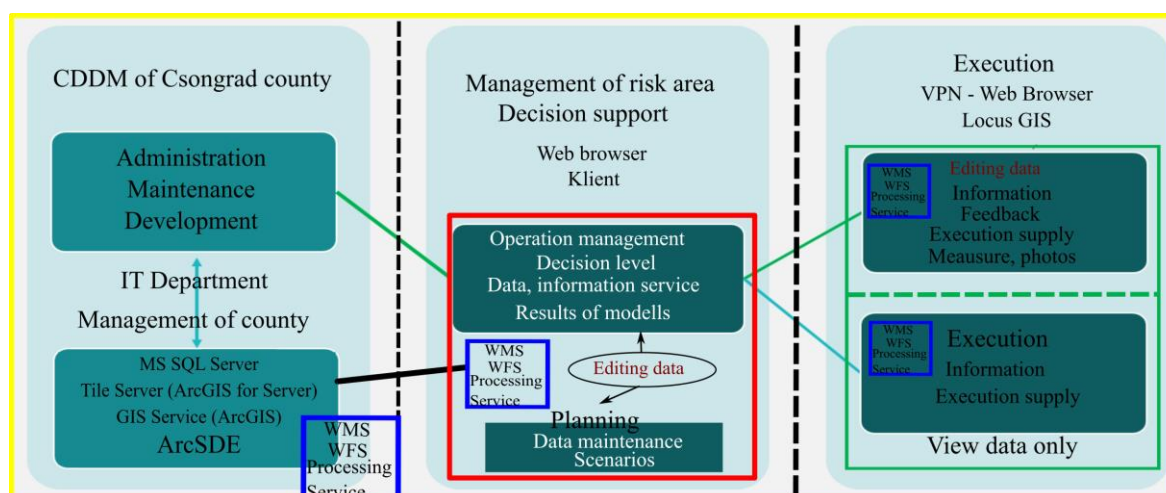 CDDM of Csongrad county
Administration
Maintenance
Development
IT Department
Management of county
MS SQL Server
Tile Server (ArcGIS for Server)
GIS Service (ArcGIS)
ArcSDE
WMS
WFS
Processing
Service
Management of risk area
Decision support
Web browser
Klient
Operation management
Decision level
Data, information service
Results of modells
WMS
WFS
Processing
Service
Editing data
Planning
Data maintenance
Scenarios
Execution
VPN - Web Browser
Locus GIS
WMS
WFS
Processing
Service
Editing data
Information
Feedback
Execution supply
Meausure, photos
WMS
WFS
Processing
Service
Execution
Information
Execution supply
View data only